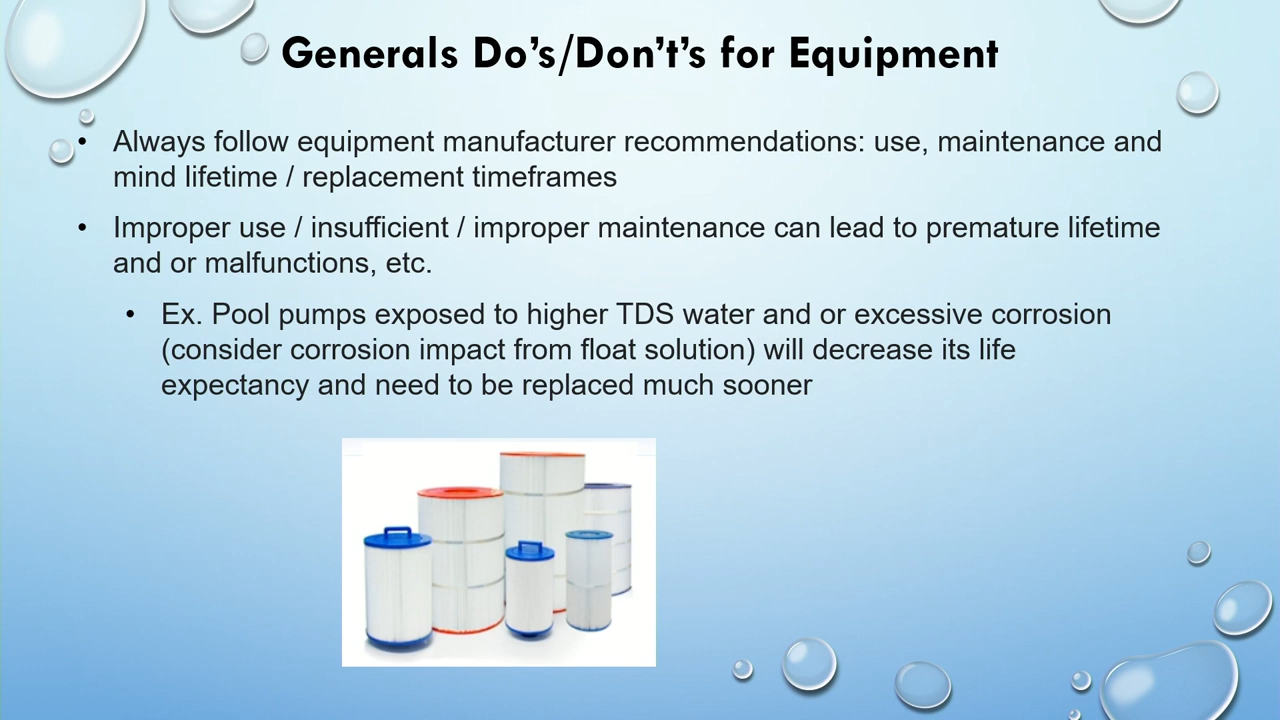 Generals Do’s/Don’t’s for Equipment
• Always follow equipment manufacturer recommendations: use, maintenance and
mind lifetime / replacement timeframes
• Improper use / insufficient / improper maintenance can lead to premature lifetime
and or malfunctions, etc.
• Ex. Pool pumps exposed to higher TDS water and or excessive corrosion
(consider corrosion impact from float solution) will decrease its life
expectancy and need to be replaced much sooner